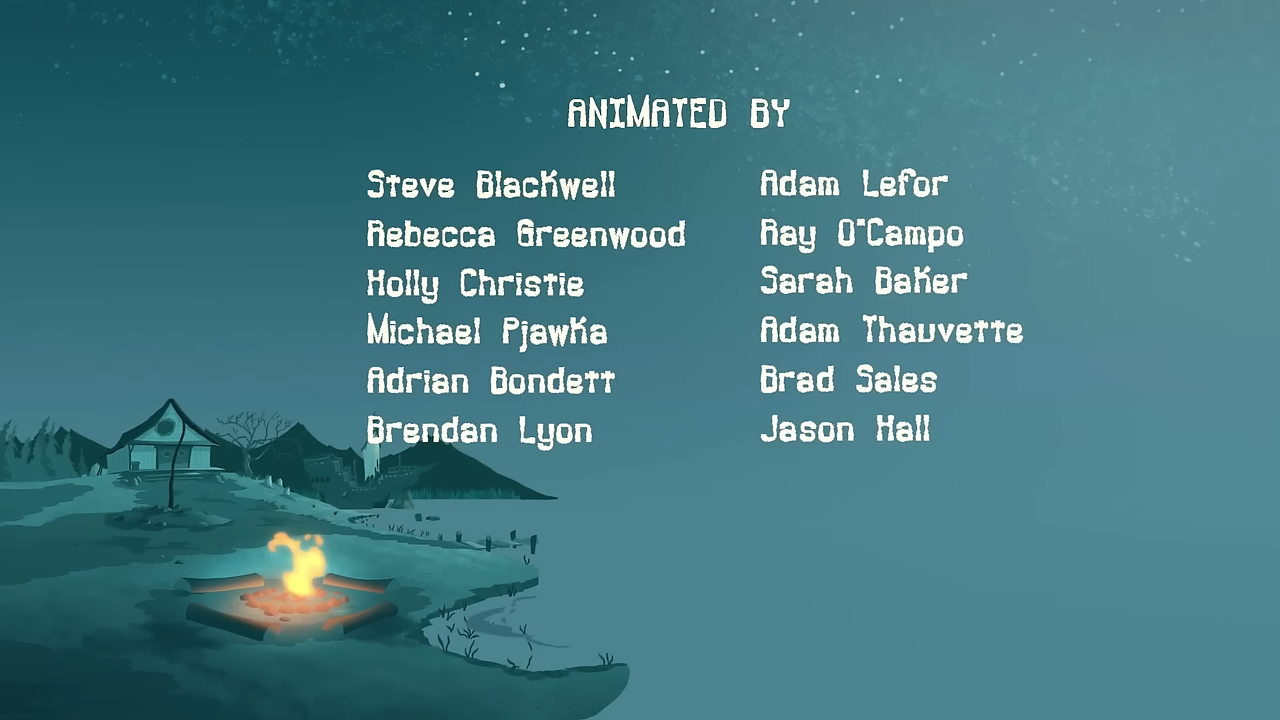 ANIMATED BY
Steve Blackwell
Rebecca Greenwood
Holly Christie
Michael Pjawka
Adrian Bondett
Brendan Lyon
Adam Lefor
Ray O'Campo
Sarah Baker
Adam Thauvette
Brad Sales
Jason Hall